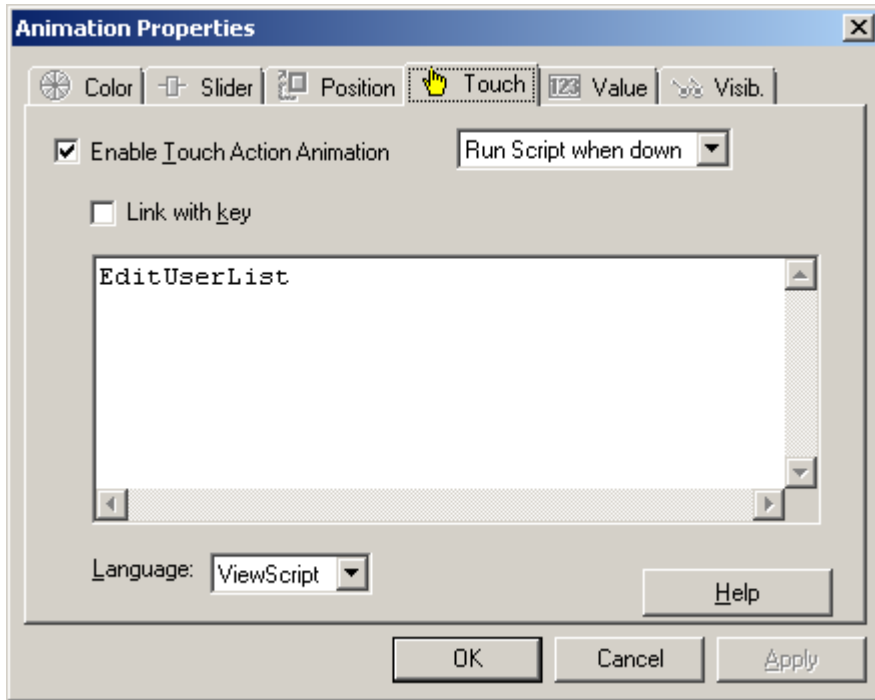 Animation Properties
Color Slider Position Touch 123 Value Visib.
Enable Touch Action Animation Run Script when down
Link with key
EditUserList
Language: ViewScript
Help
OK Cancel Apply